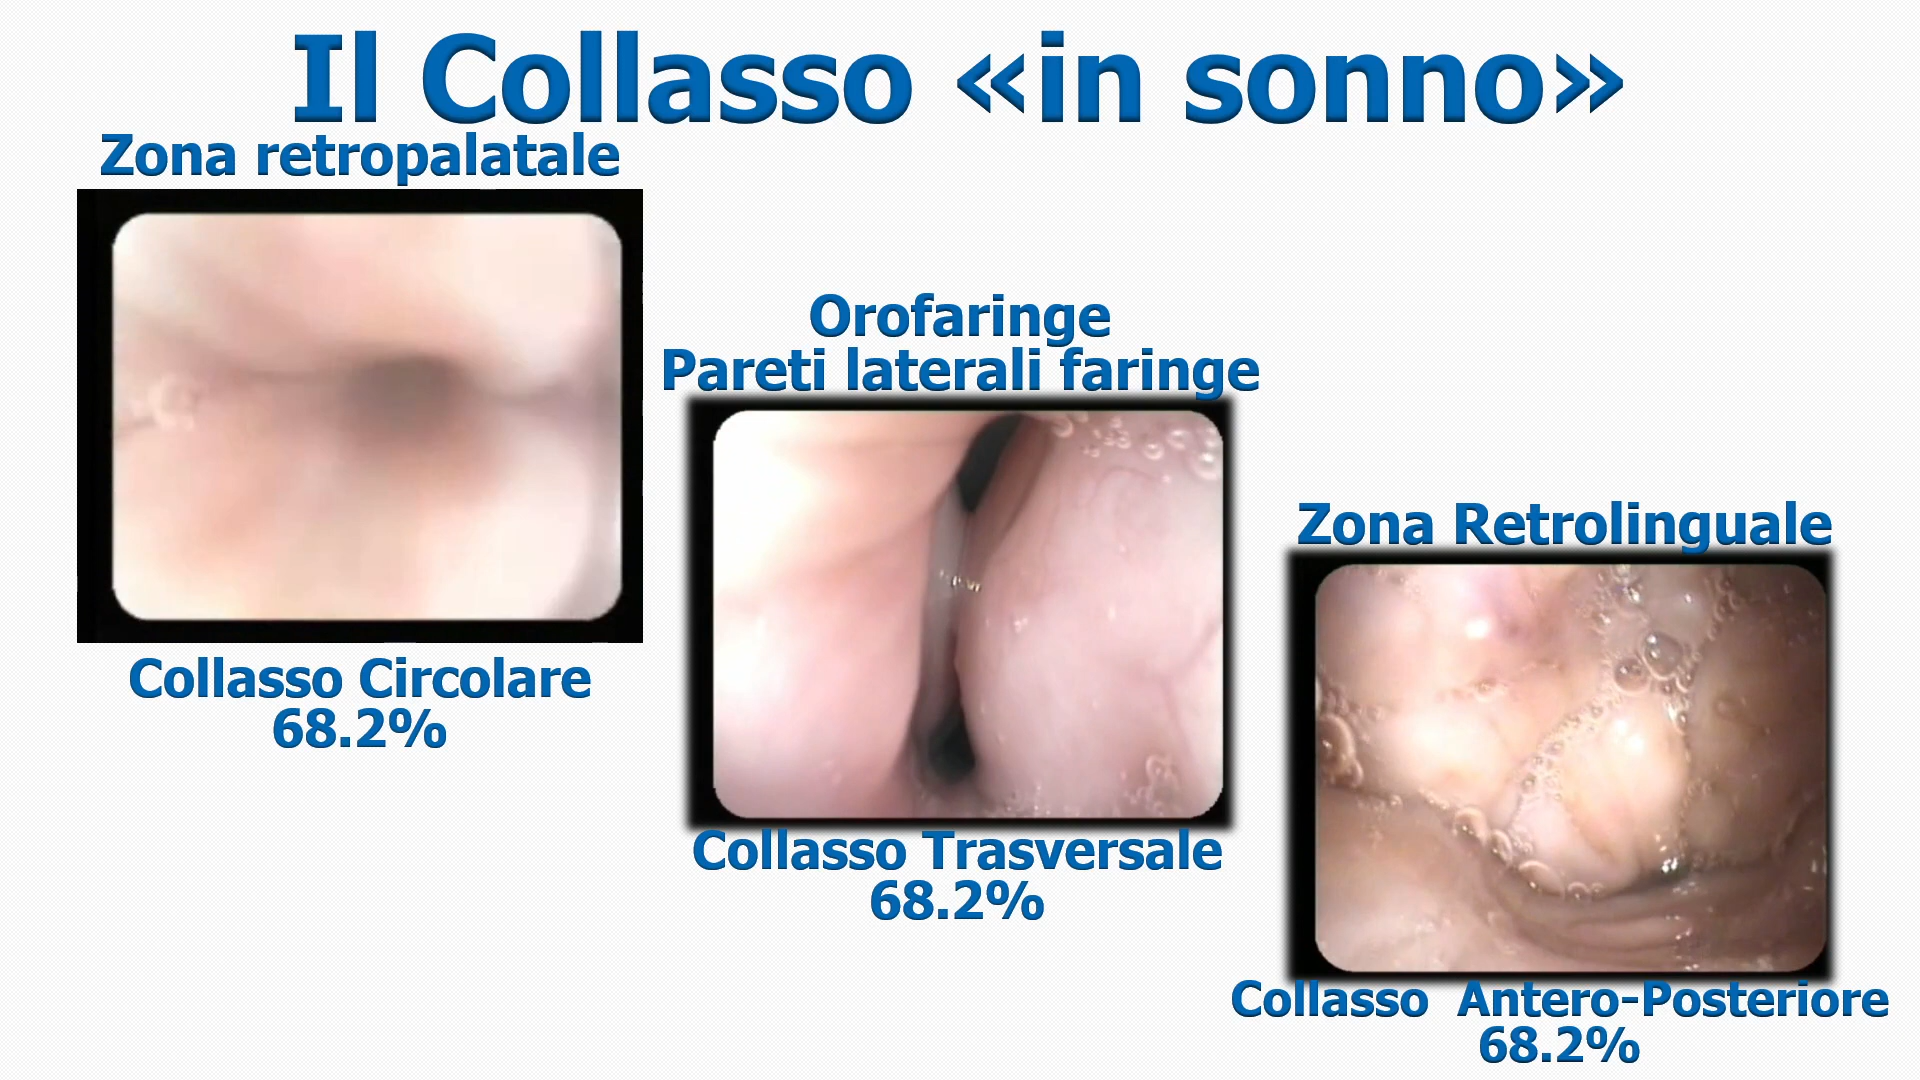 Il Collasso «in sonno»
Zona retropalatale
Collasso Circolare
68.2%
Orofaringe
Pareti laterali faringe
Collasso Trasversale
68.2%
Zona Retrolinguale
Collasso Antero-Posteriore
68.2%